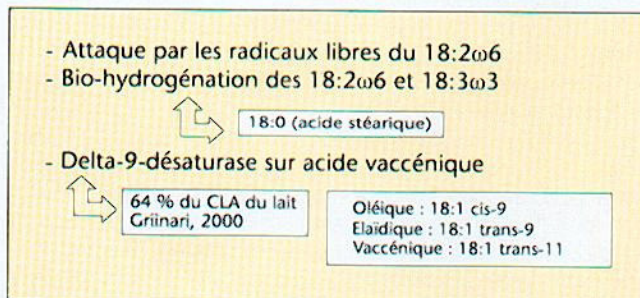 - Attaque par les radicaux libres du 18:2ω6
- Bio-hydrogénation des 18:2ω6 et 18:3ω3
18:0 (acide stéarique)
- Delta-9-désaturase sur acide vaccénique
64 % du CLA du lait
Griinari, 2000
Oléique : 18:1 cis-9
Elaïdique : 18:1 trans-9
Vaccénique : 18:1 trans-11